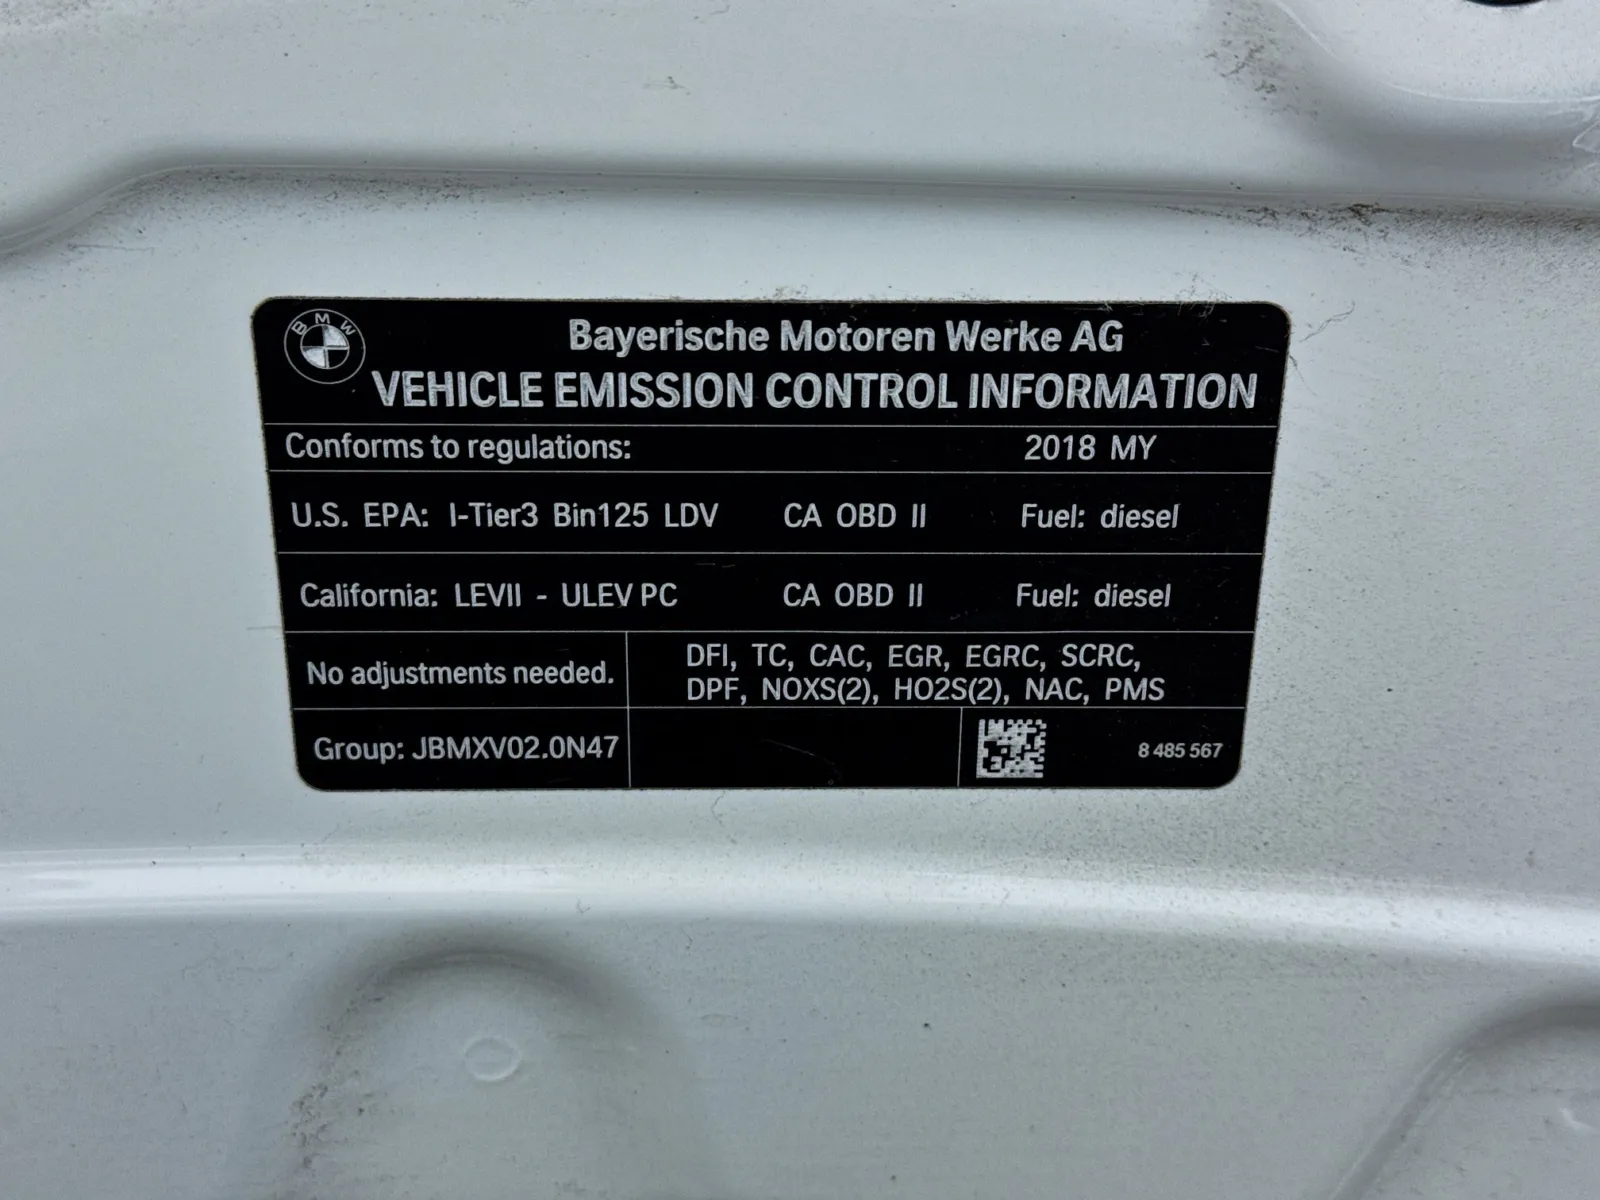 BMW
Bayerische Motoren Werke AG
VEHICLE EMISSION CONTROL INFORMATION
Conforms to regulations: 2018 MY
U.S. EPA: I-Tier3 Bin125 LDV CA OBD II Fuel: diesel
California: LEVII - ULEV PC CA OBD II Fuel: diesel
No adjustments needed.
DFI, TC, CAC, EGR, EGRC, SCRC,
DPF, NOXS(2), HO2S(2), NAC, PMS
Group: JBMXV02.0N47
8 485 567